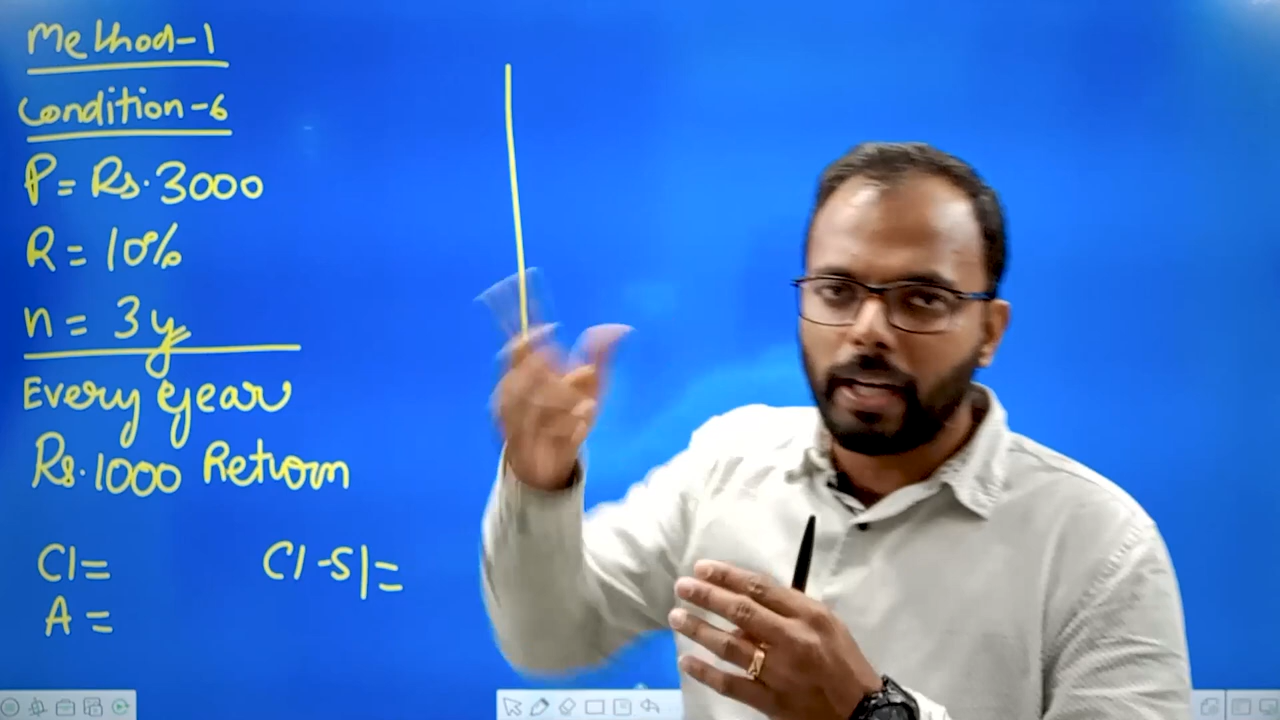 Method-1
Condition-6
P= Rs.3000
R= 10%
n= 3y
Every year
Rs.1000 Return
CI= CI-SI=
A=